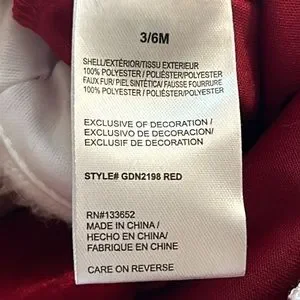 3/6M
SHELL/EXTÉRIOR/TISSU EXTERIEUR
100% POLYESTER / POLIÉSTER/POLYESTER
FAUX FUR/ PIEL SINTÉTICA/ FAUSSE FOURRURE
100% POLYESTER / POLIÉSTER/POLYESTER
EXCLUSIVE OF DECORATION/
EXCLUSIVO DE DECORACION/
EXCLUSIF DE DECORATION
STYLE# GDN2198 RED
RN#133652
MADE IN CHINA /
HECHO EN CHINA/
FABRIQUE EN CHINE
CARE ON REVERSE